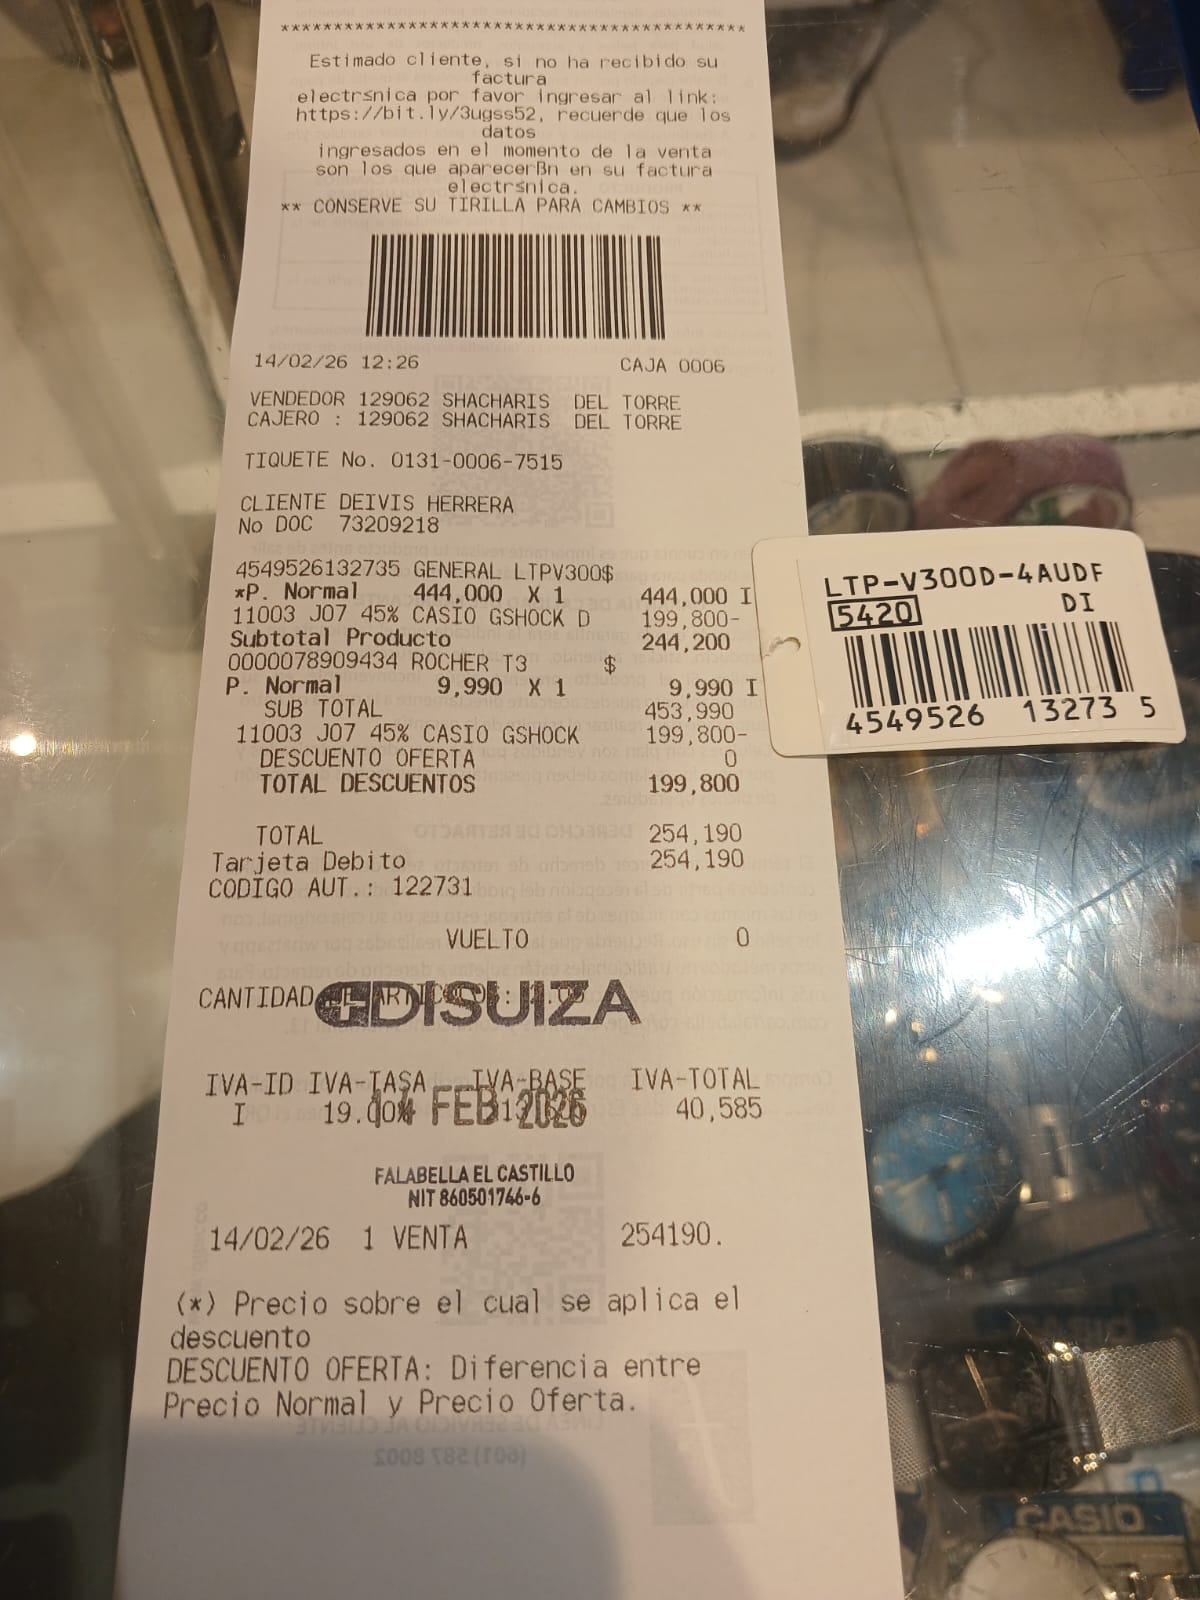 *******************************************
Estimado cliente, si no ha recibido su
factura
electr≤nica por favor ingresar al link:
https://bit.ly/3ugss52, recuerde que los
datos
ingresados en el momento de la venta
son los que aparecerßn en su factura
electr≤nica.
** CONSERVE SU TIRILLA PARA CAMBIOS **
14/02/26 12:26 CAJA 0006
VENDEDOR 129062 SHACHARIS DEL TORRE
CAJERO : 129062 SHACHARIS DEL TORRE
TIQUETE No. 0131-0006-7515
CLIENTE DEIVIS HERRERA
No DOC 73209218
4549526132735 GENERAL LTPV300$
*P. Normal 444,000 X 1 444,000 I
11003 J07 45% CASIO GSHOCK D 199,800-
Subtotal Producto 244,200
0000078909434 ROCHER T3 $
P. Normal 9,990 X 1 9,990 I
SUB TOTAL 453,990
11003 J07 45% CASIO GSHOCK 199,800-
DESCUENTO OFERTA 0
TOTAL DESCUENTOS 199,800
TOTAL 254,190
Tarjeta Debito 254,190
CODIGO AUT.: 122731
VUELTO 0
CANTIDAD DE ARTICULOS:
DISUIZA
IVA-ID IVA-TASA IVA-BASE IVA-TOTAL
I 19.00% 40,585
14 FEB 2026
FALABELLA EL CASTILLO
NIT 860501746-6
14/02/26 1 VENTA 254190.
(*) Precio sobre el cual se aplica el
descuento
DESCUENTO OFERTA: Diferencia entre
Precio Normal y Precio Oferta.
LTP-V300D-4AUDF
5420 DI
4549526 13273 5
CASIO
CASIO